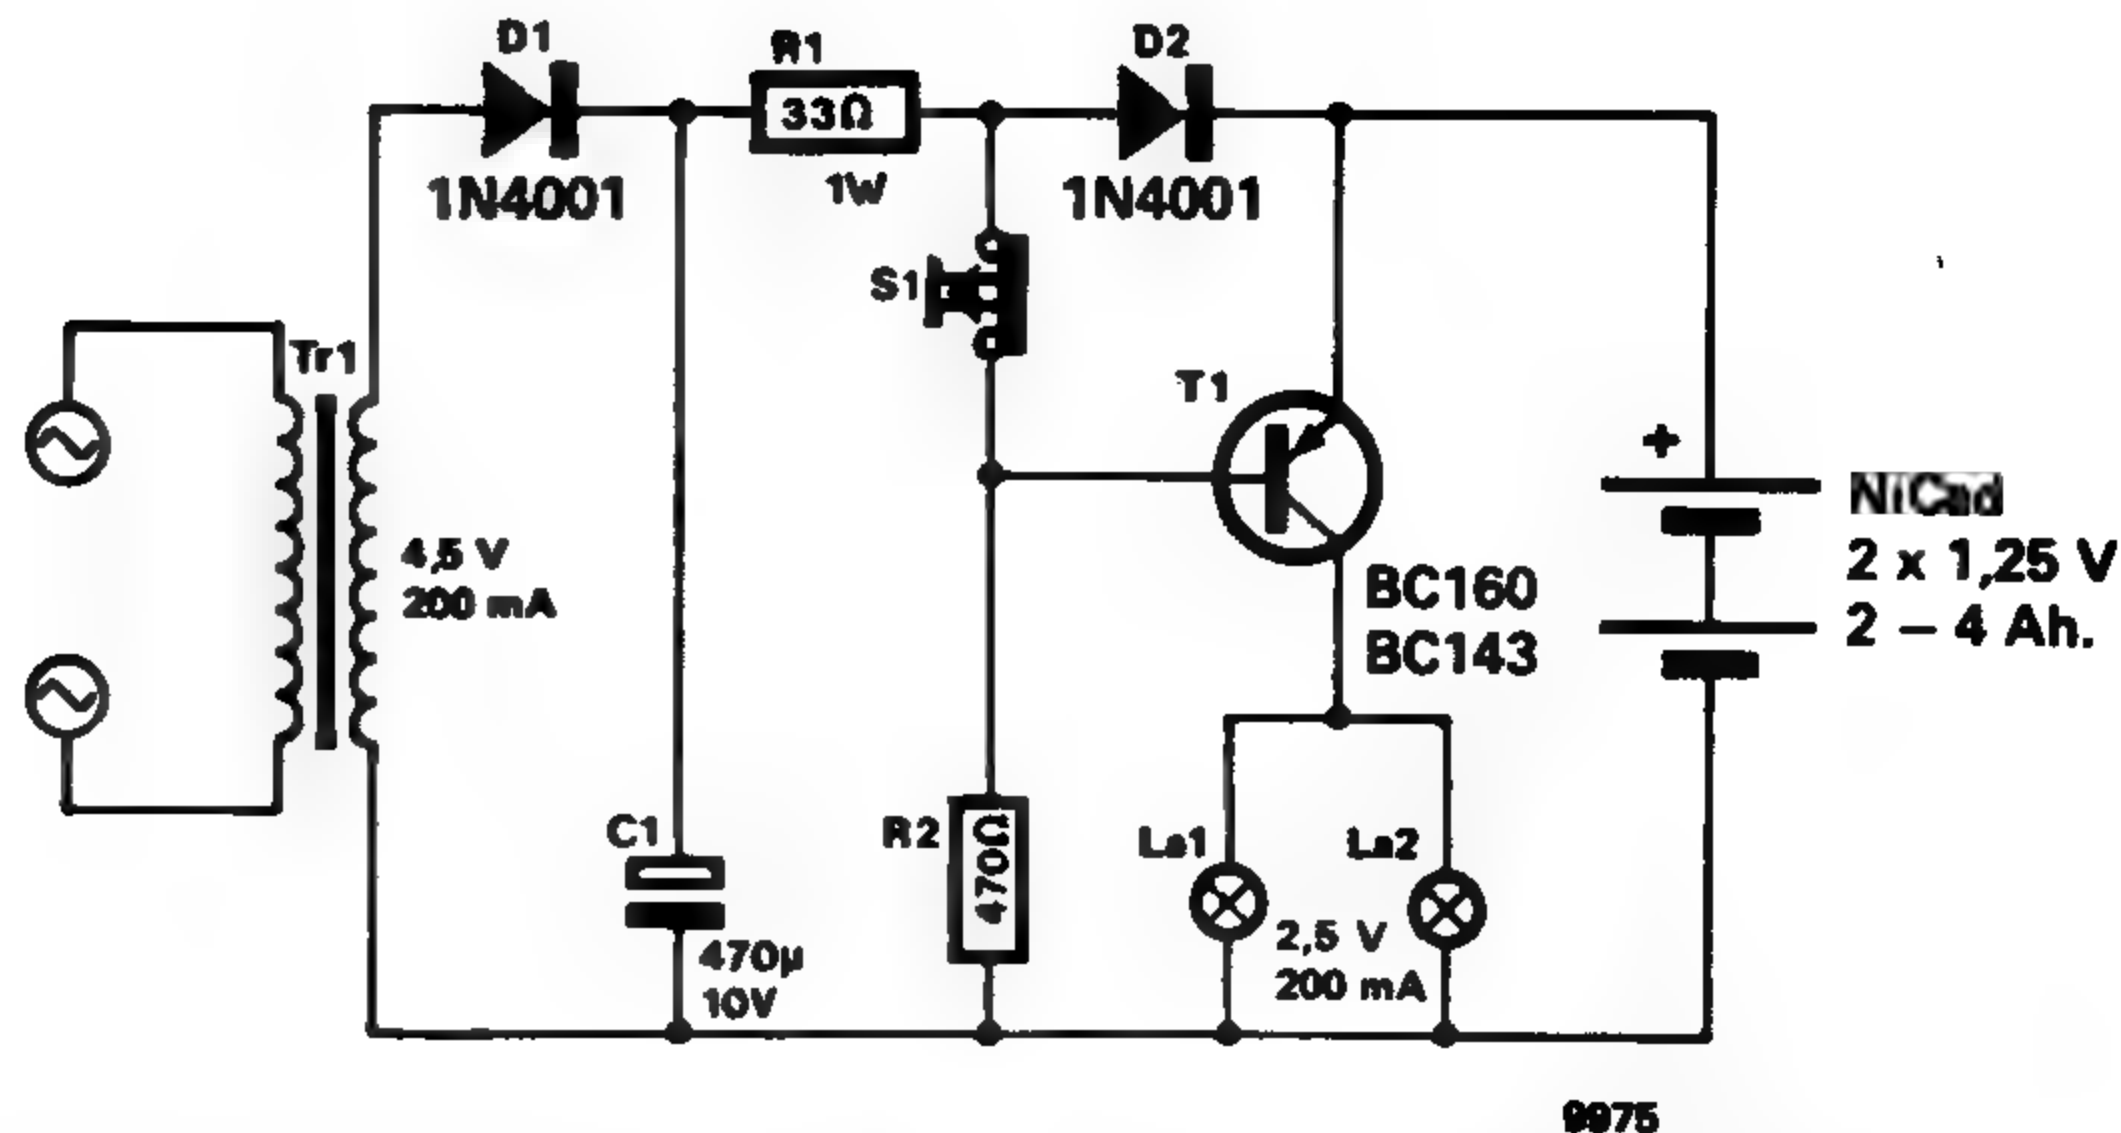 D1
R1
D2
33Ω
1W
1N4001
1N4001
S1
Tr1
T1
+
NiCad
4,5 V
200 mA
2 x 1,25 V
2 – 4 Ah.
BC160
BC143
C1
R2
470Ω
La1
La2
2,5 V
200 mA
470µ
10V
9975